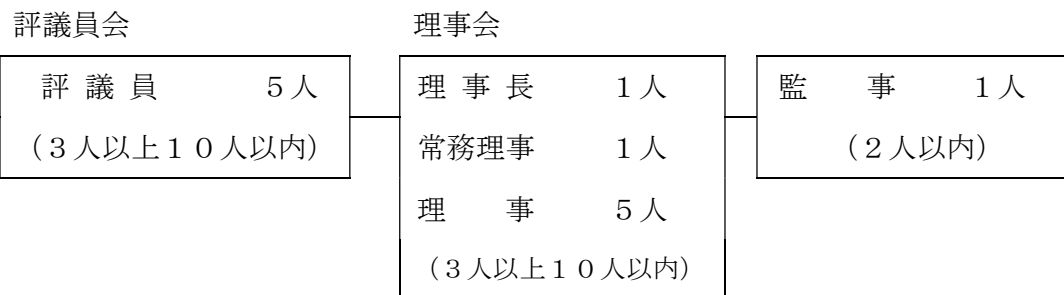 評議員会
評議員 5人
(3人以上10人以内)
理事会
理事長 1人
常務理事 1人
理事 5人
(3人以上10人以内)
監事 1人
(2人以内)